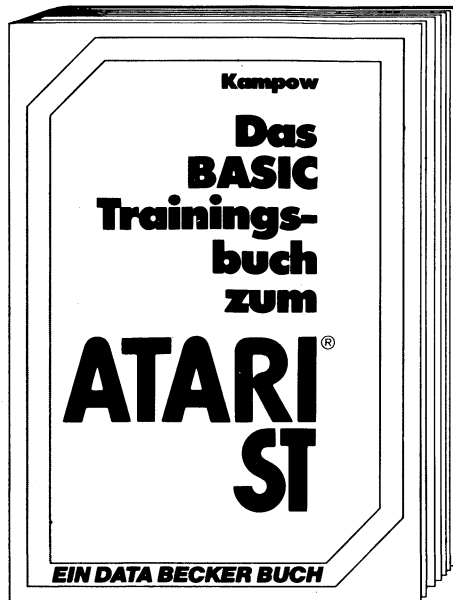 Kampow
Das
BASIC
Trainings-
buch
zum
ATARI®
ST
EIN DATA BECKER BUCH